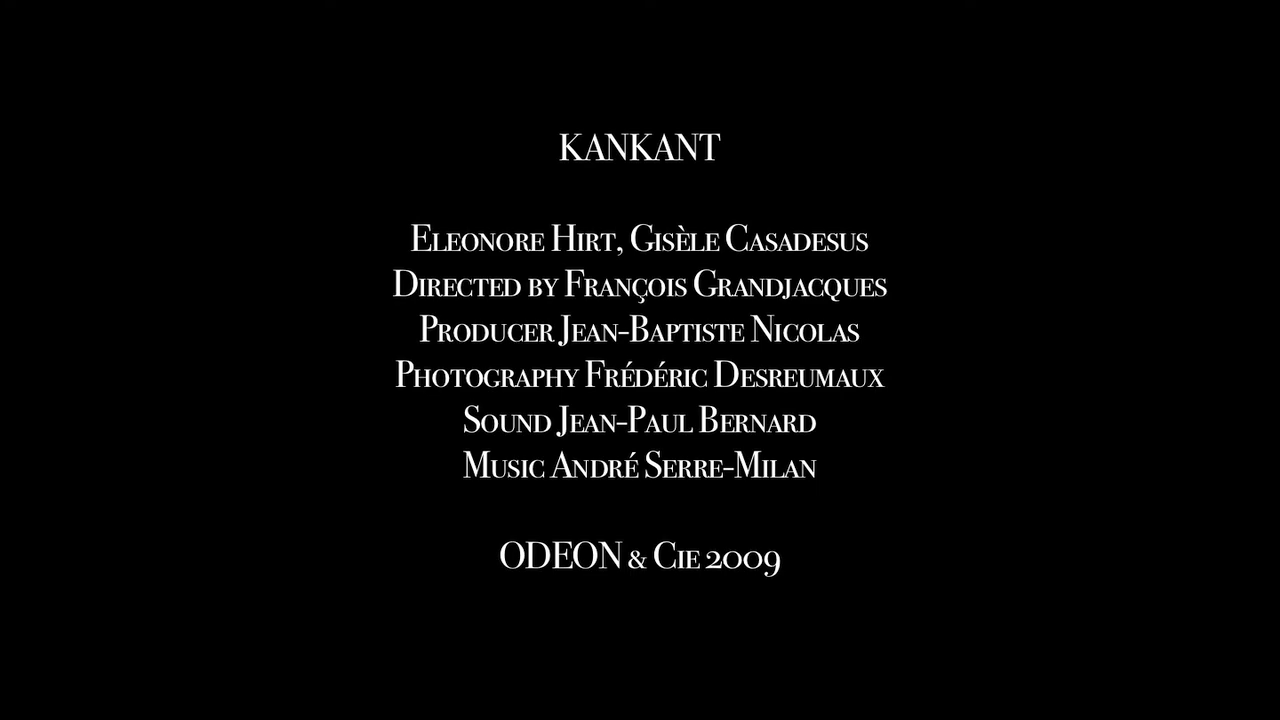 KANKANT
Eleonore Hirt, Gisèle Casadesus
Directed by François Grandjacques
Producer Jean-Baptiste Nicolas
Photography Frédéric Desreumaux
Sound Jean-Paul Bernard
Music André Serre-Milan
ODEON & Cie 2009